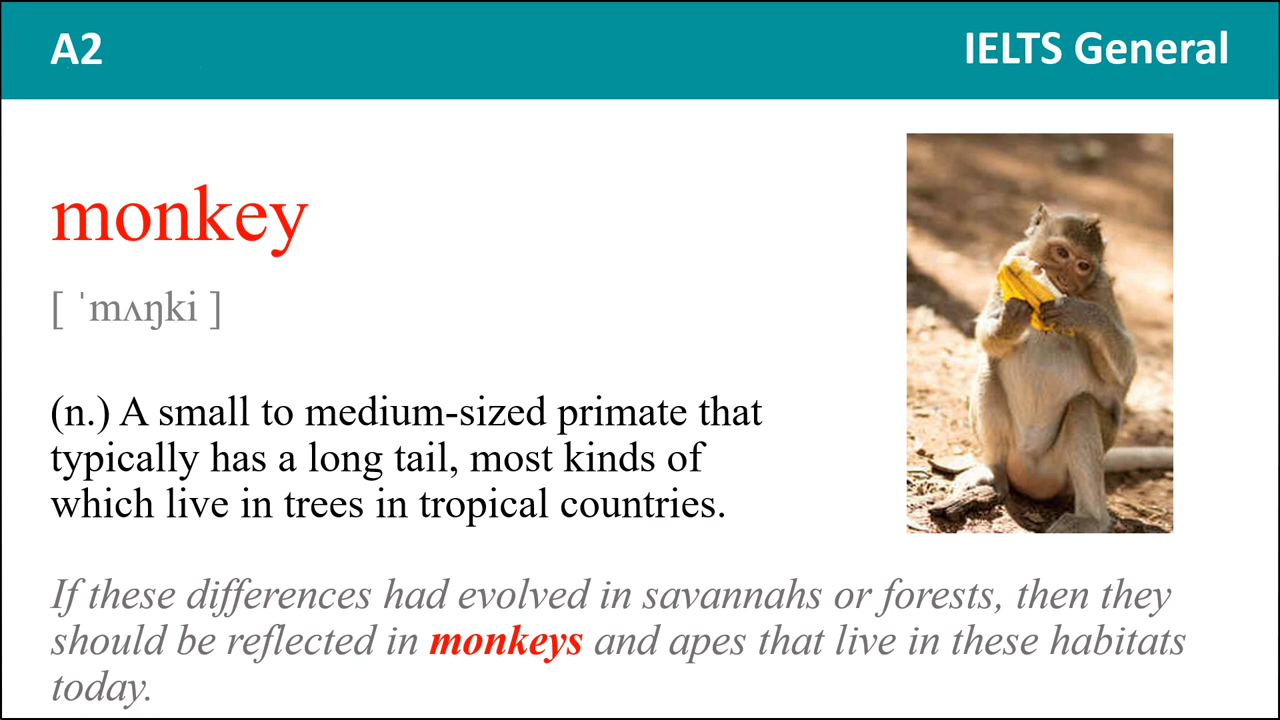 A2
IELTS General
monkey
[ ˈmʌŋki ]
(n.) A small to medium-sized primate that
typically has a long tail, most kinds of
which live in trees in tropical countries.
If these differences had evolved in savannahs or forests, then they
should be reflected in monkeys and apes that live in these habitats
today.